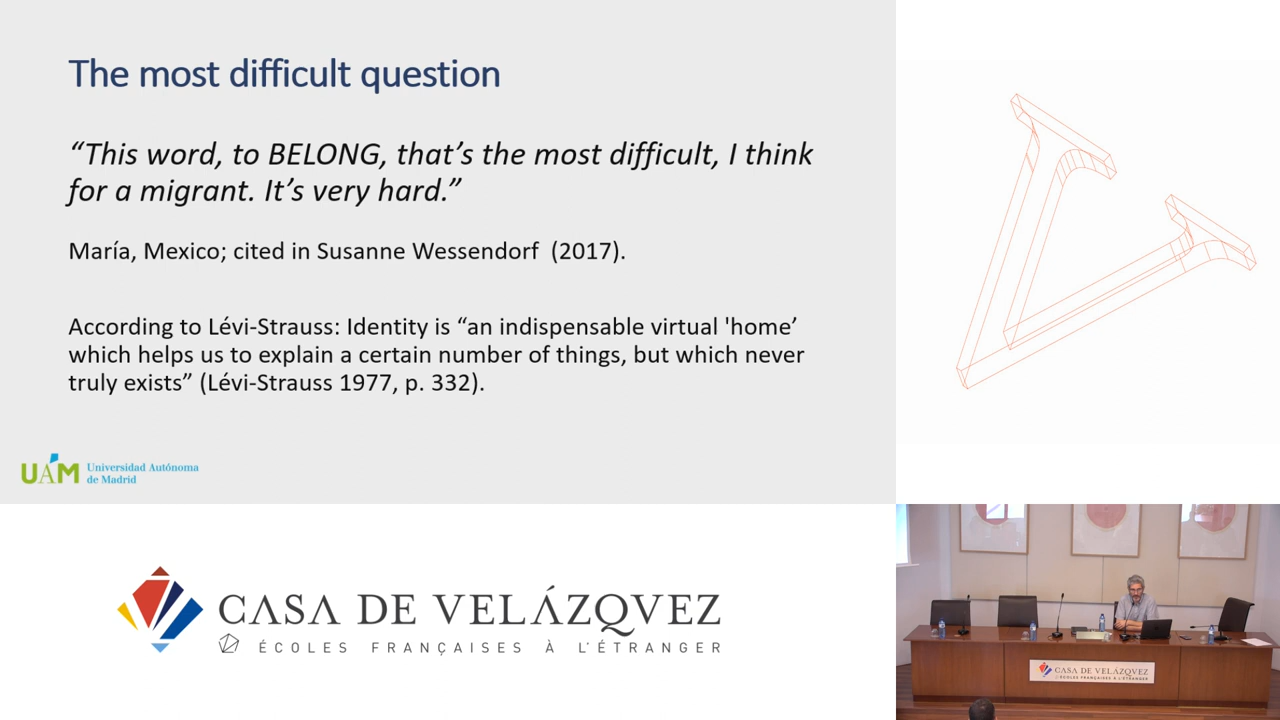 The most difficult question
“This word, to BELONG, that’s the most difficult, I think
for a migrant. It’s very hard.”
María, Mexico; cited in Susanne Wessendorf (2017).
According to Lévi-Strauss: Identity is “an indispensable virtual 'home’
which helps us to explain a certain number of things, but which never
truly exists” (Lévi-Strauss 1977, p. 332).
UAM Universidad Autónoma
de Madrid
CASA DE VELÁZQVEZ
ÉCOLES FRANÇAISES À L'ÉTRANGER
V
CASA DE VELÁZQVEZ
ÉCOLES FRANÇAISES À L'ÉTRANGER